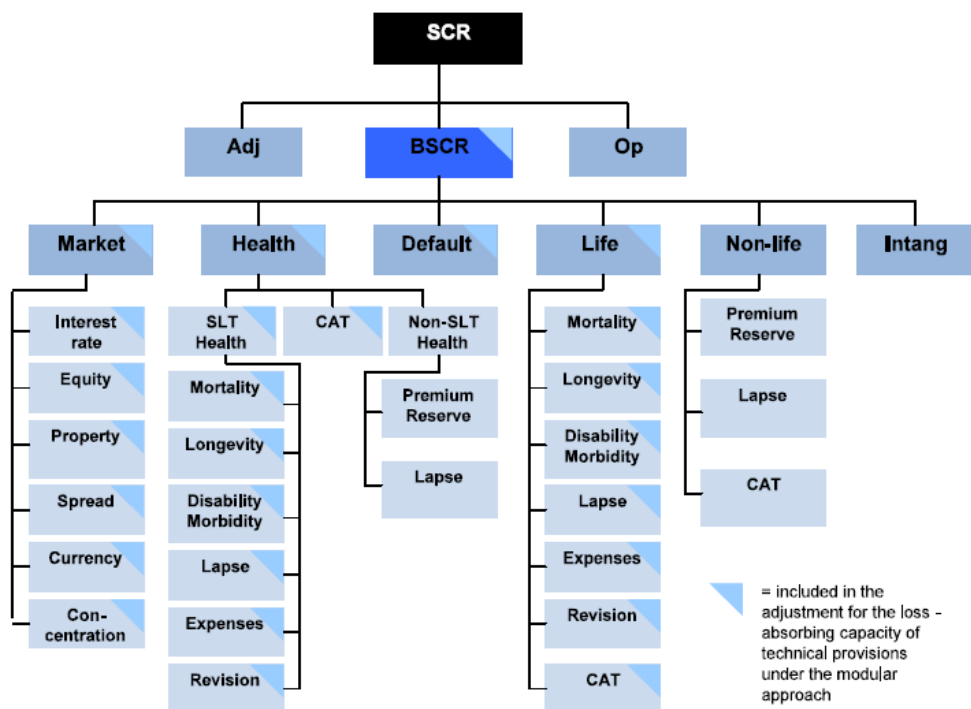 SCR
Adj
BSCR
Op
Market
Health
Default
Life
Non-life
Intang
Interest
rate
Equity
Property
Spread
Currency
Con-
centration
SLT
Health
CAT
Non-SLT
Health
Mortality
Longevity
Disability
Morbidity
Lapse
Expenses
Revision
Premium
Reserve
Lapse
Mortality
Longevity
Disability
Morbidity
Lapse
Expenses
Revision
CAT
Premium
Reserve
Lapse
CAT
= included in the
adjustment for the loss -
absorbing capacity of
technical provisions
under the modular
approach